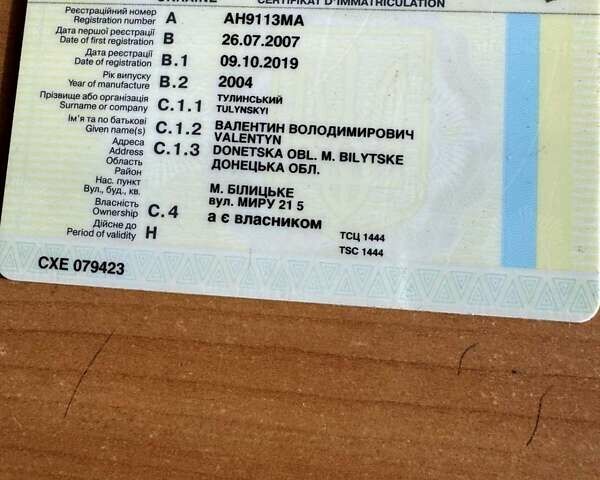 CERTIFIKAT D'IMMATRICULATION
Реєстраційний номер
Registration number A АН9113МА
Дата першої реєстрації
Date of first registration B 26.07.2007
Дата реєстрації
Date of registration B.1 09.10.2019
Рік випуску
Year of manufacture B.2 2004
Прізвище або організація
Surname or company C.1.1 ТУЛИНСЬКИЙ
TULYNSKYI
Ім'я та по батькові
Given name(s) C.1.2 ВАЛЕНТИН ВОЛОДИМИРОВИЧ
VALENTYN
Адреса
Address C.1.3 DONETSKA OBL. M. BILYTSKE
Область ДОНЕЦЬКА ОБЛ.
Район
Нас. пункт М. БІЛИЦЬКЕ
Вул., буд., кв. вул. МИРУ 21 5
Власність
Ownership C.4 а є власником
Дійсне до
Period of validity H ТСЦ 1444
TSC 1444
СХЕ 079423